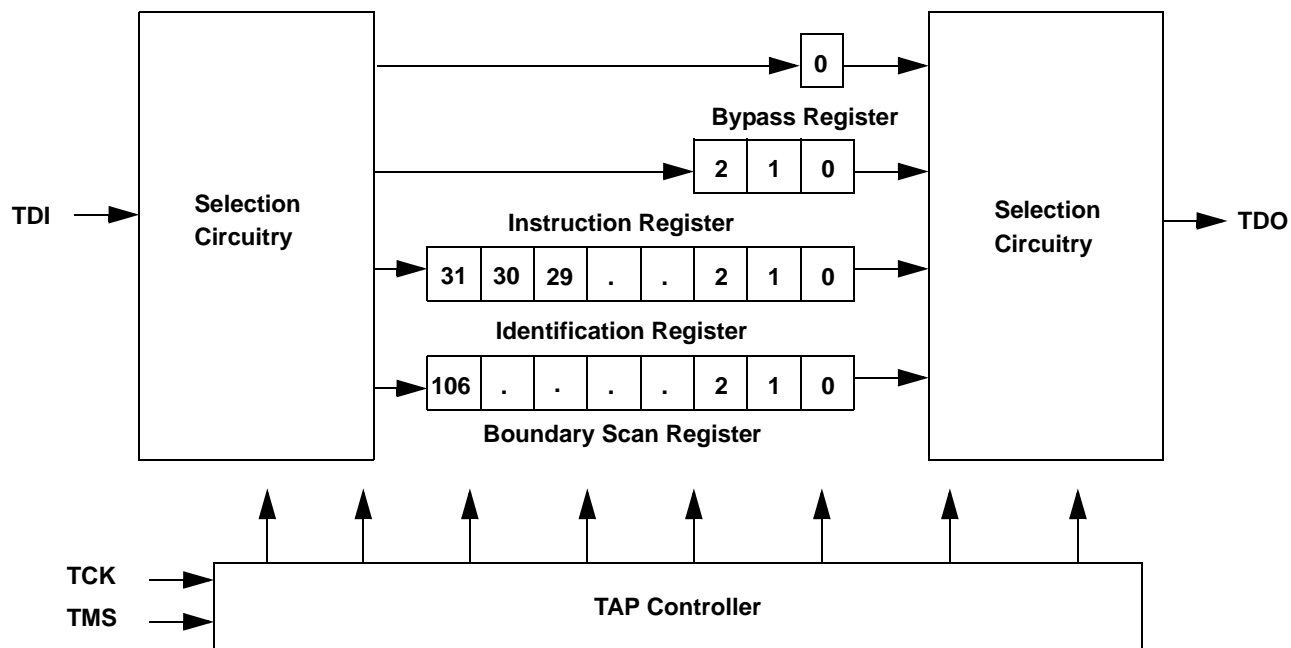 0
Bypass Register
2 1 0
TDI
Selection
Circuitry
Instruction Register
31 30 29 . . 2 1 0
Identification Register
106 . . . . 2 1 0
Boundary Scan Register
Selection
Circuitry
TDO
TCK
TMS
TAP Controller